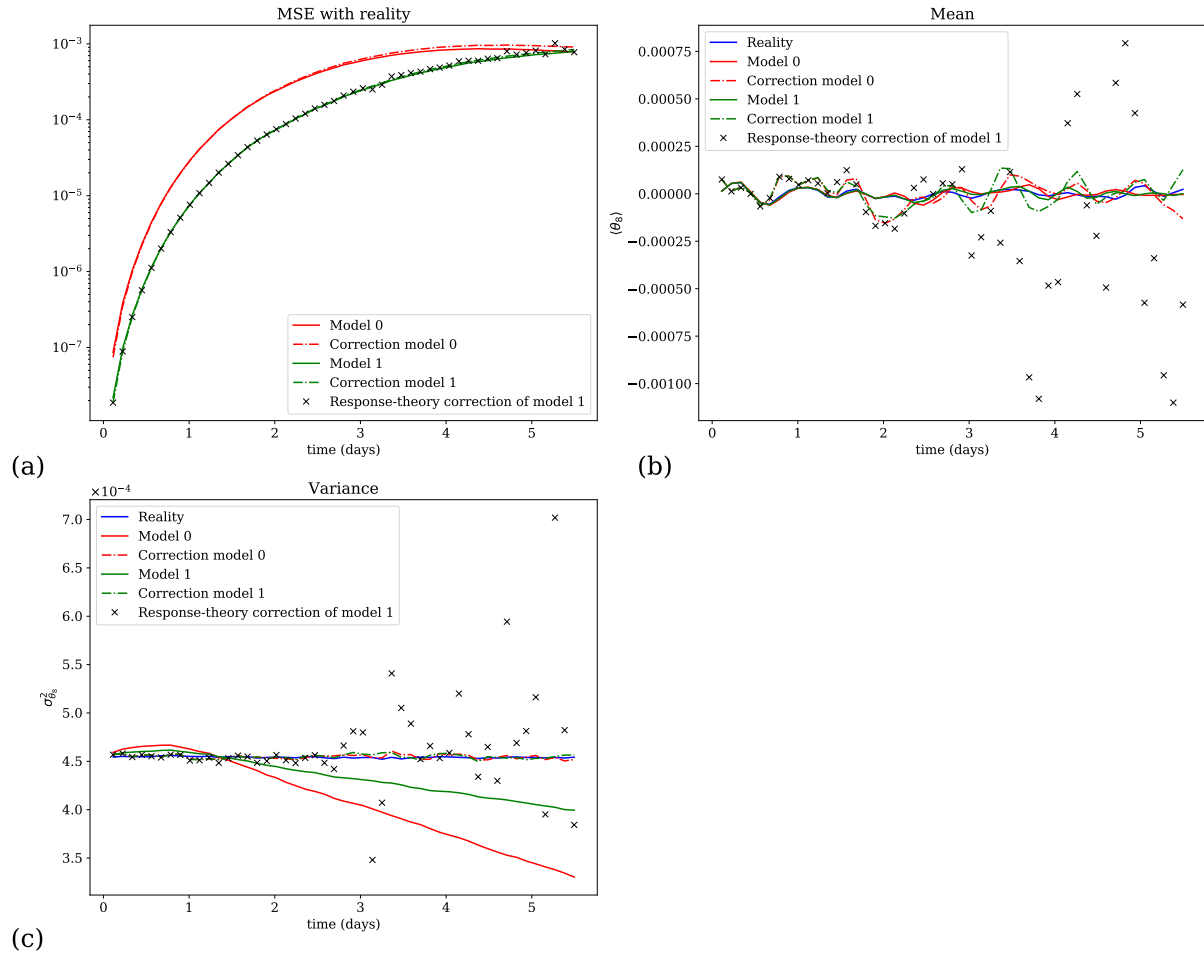 MSE with reality
10⁻³
10⁻⁴
10⁻⁵
10⁻⁶
10⁻⁷
Model 0
Correction model 0
Model 1
Correction model 1
Response-theory correction of model 1
0 1 2 3 4 5
time (days)
(a)
Mean
Reality
Model 0
Correction model 0
Model 1
Correction model 1
Response-theory correction of model 1
0.00075
0.00050
0.00025
0.00000
−0.00025
−0.00050
−0.00075
−0.00100
⟨θ₈⟩
0 1 2 3 4 5
time (days)
(b)
×10⁻⁴
Variance
Reality
Model 0
Correction model 0
Model 1
Correction model 1
Response-theory correction of model 1
7.0
6.5
6.0
5.5
5.0
4.5
4.0
3.5
σ²_θ₈
0 1 2 3 4 5
time (days)
(c)